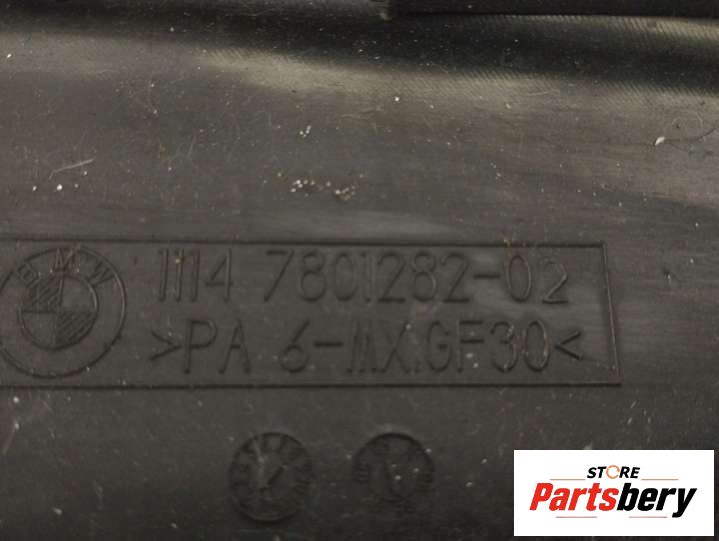 BMW
1114 7801282-02
>PA 6-MX.GF30<
STORE
Partsbery